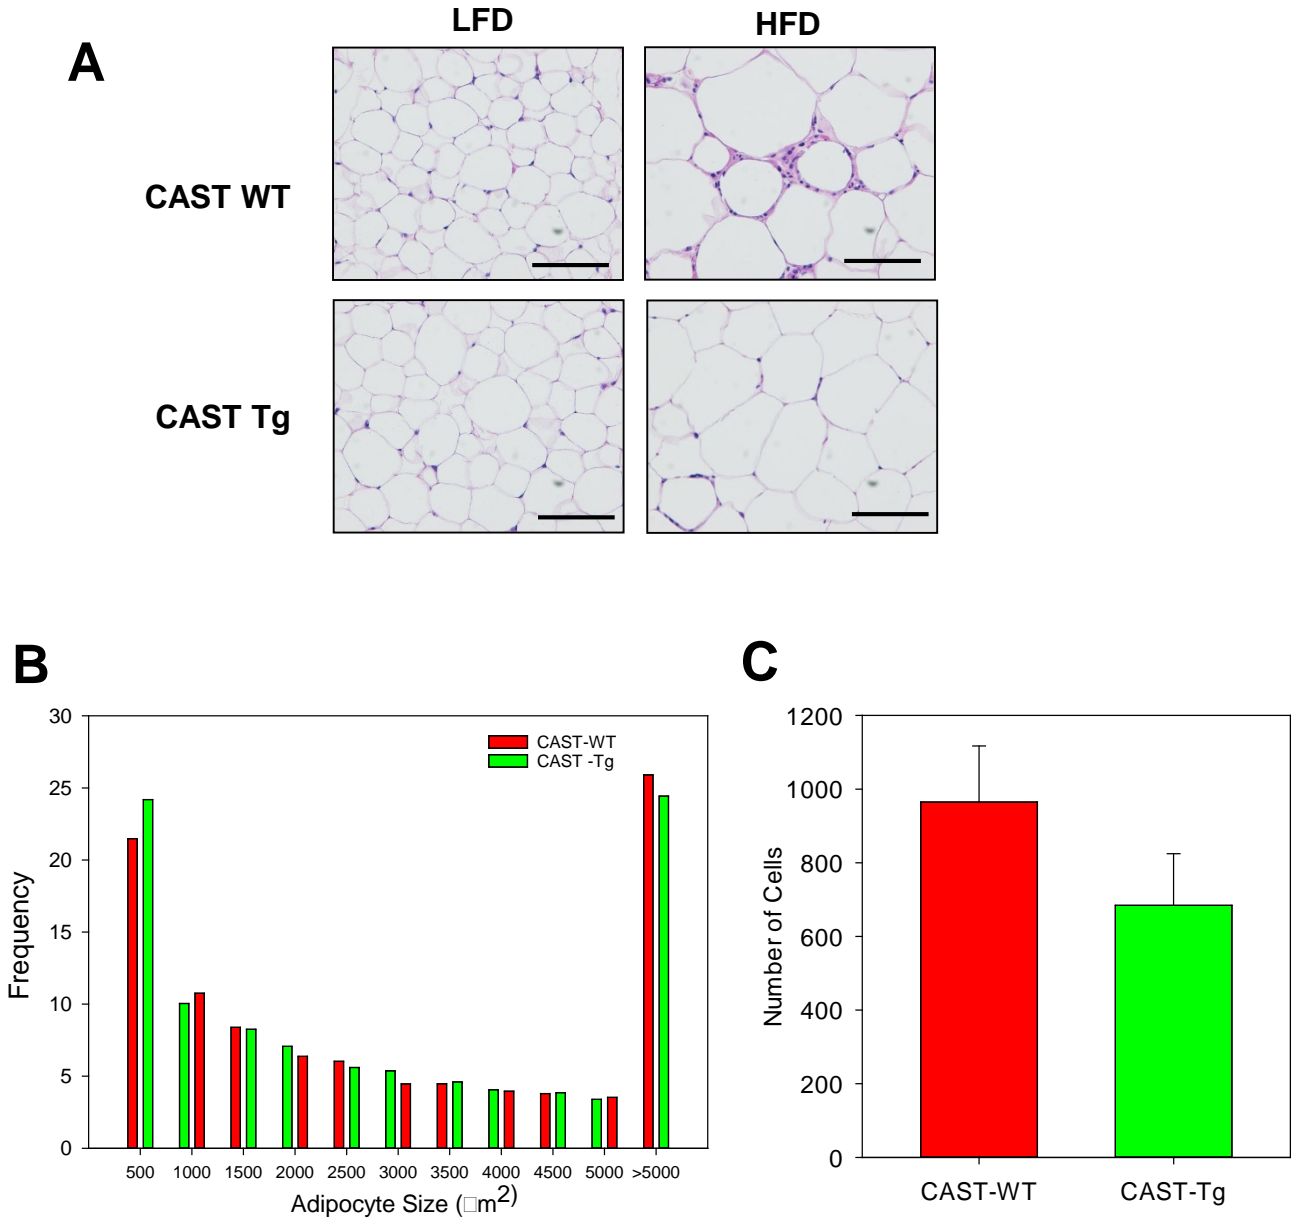 A
LFD
HFD
CAST WT
CAST Tg
B
30
25
20
15
10
5
0
Frequency
CAST-WT
CAST -Tg
500 1000 1500 2000 2500 3000 3500 4000 4500 5000 >5000
Adipocyte Size (□m²)
C
1200
1000
800
600
400
200
0
Number of Cells
CAST-WT CAST-Tg